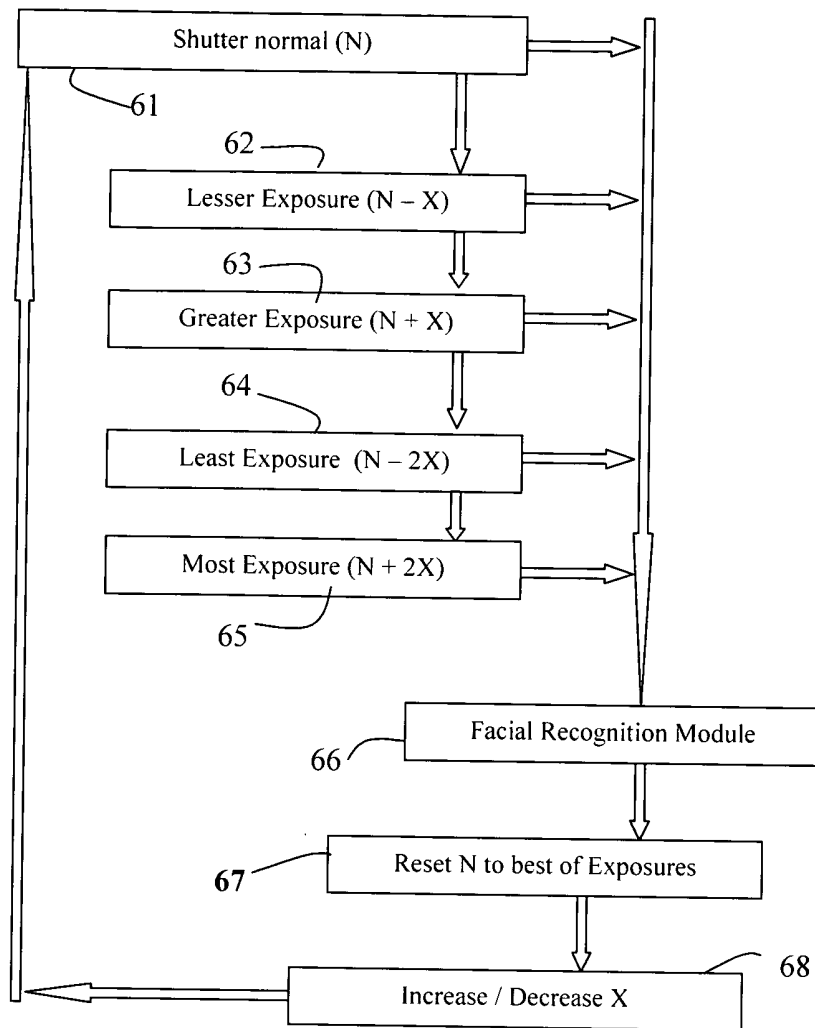 Shutter normal (N)
61
62
Lesser Exposure (N – X)
63
Greater Exposure (N + X)
64
Least Exposure (N – 2X)
Most Exposure (N + 2X)
65
Facial Recognition Module
66
67
Reset N to best of Exposures
68
Increase / Decrease X